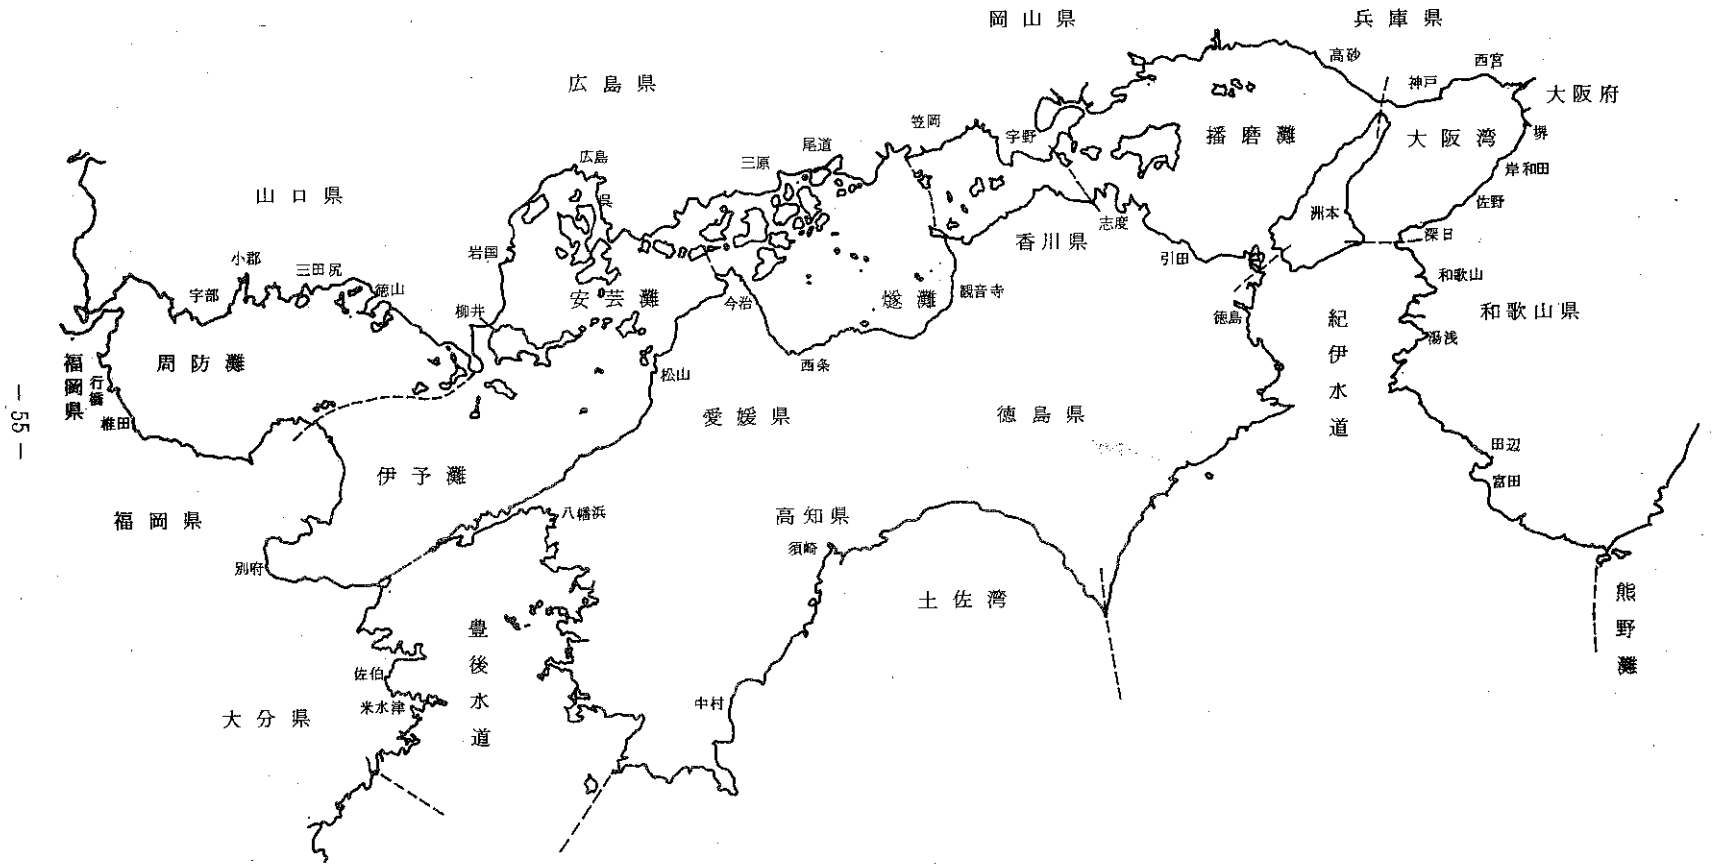 岡山県
兵庫県
広島県
高砂
西宮
神戸
大阪府
笠岡
宇野
播磨灘
大阪湾
堺
尾道
三原
広島
岸和田
山口県
呉
佐野
洲本
志度
深日
香川県
岩国
小郡
三田尻
引田
和歌山
宇部
徳山
安芸灘
今治
燧灘
観音寺
柳井
徳島
紀伊水道
和歌山県
湯浅
福岡県
周防灘
行橋
西条
松山
椎田
愛媛県
徳島県
田辺
伊予灘
富田
福岡県
八幡浜
高知県
須崎
別府
土佐湾
熊野灘
豊後水道
佐伯
米水津
中村
大分県
— 55 —